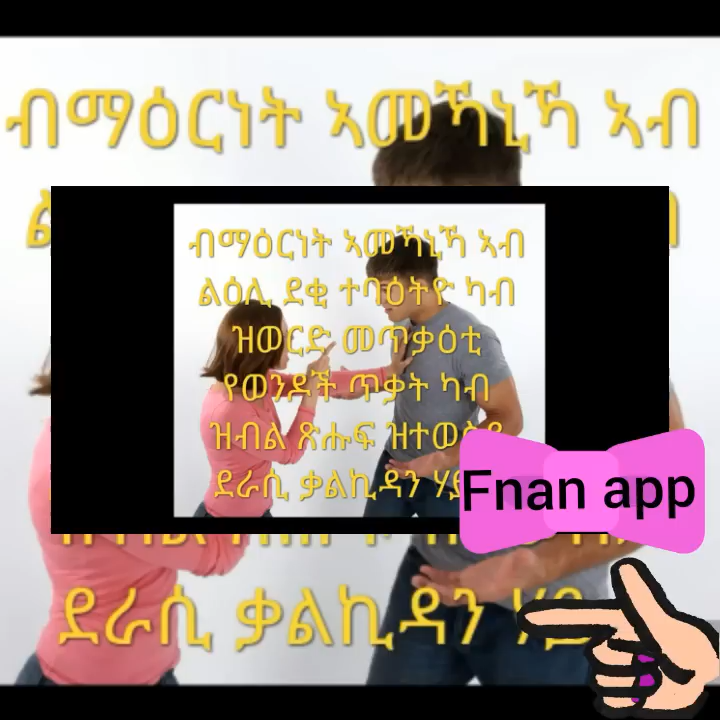 ብማዕርነት ኣመኻኒኻ ኣብ
ብማዕርነት ኣመኻኒኻ ኣብ
ልዕሊ ደቂ ተባዕትዮ ካብ
ዝወርድ መጥቃዕቲ
የወንዶች ጥቃት ካብ
ዝብል ጽሑፍ
ደራሲ ቃልኪዳን
Fnan app
ደራሲ ቃልኪዳን